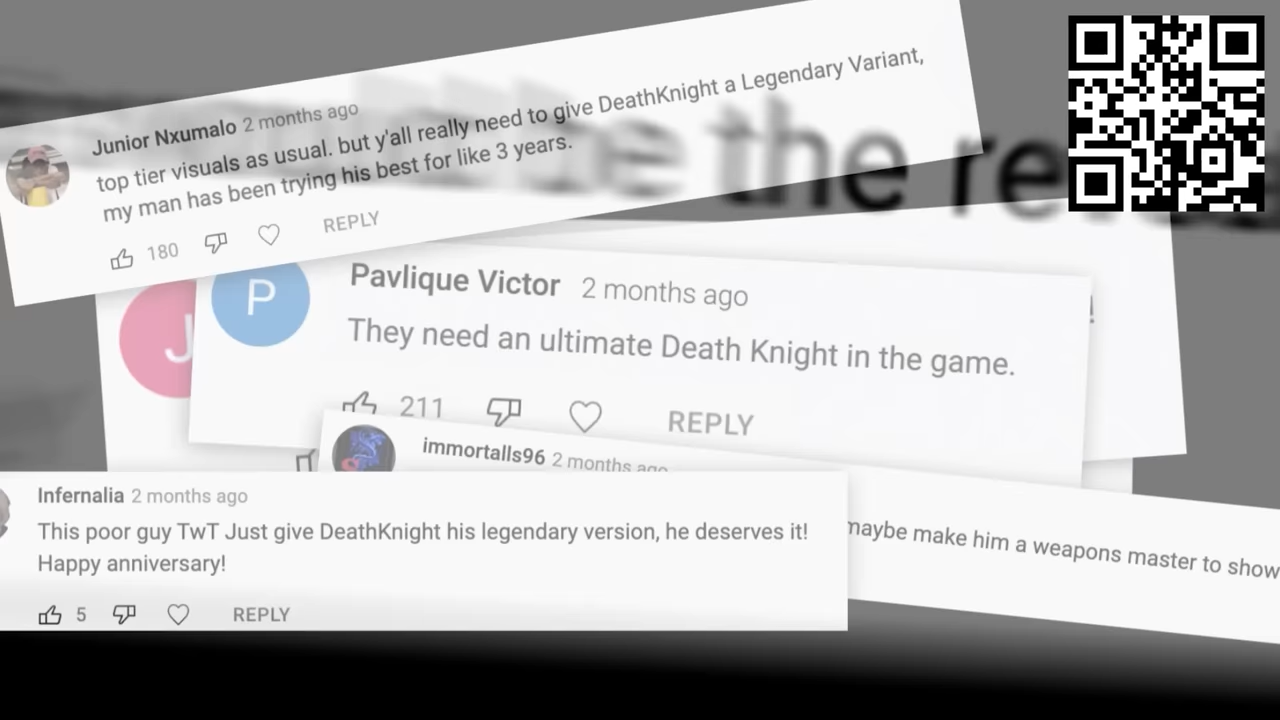 Junior Nxumalo 2 months ago
top tier visuals as usual. but y'all really need to give DeathKnight a Legendary Variant,
my man has been trying his best for like 3 years.
180 REPLY
the re
J
P
Pavlique Victor 2 months ago
They need an ultimate Death Knight in the game.
211 REPLY
immortalls96 2 months ago
Infernalia 2 months ago
This poor guy TwT Just give DeathKnight his legendary version, he deserves it!
Happy anniversary!
5 REPLY
maybe make him a weapons master to show